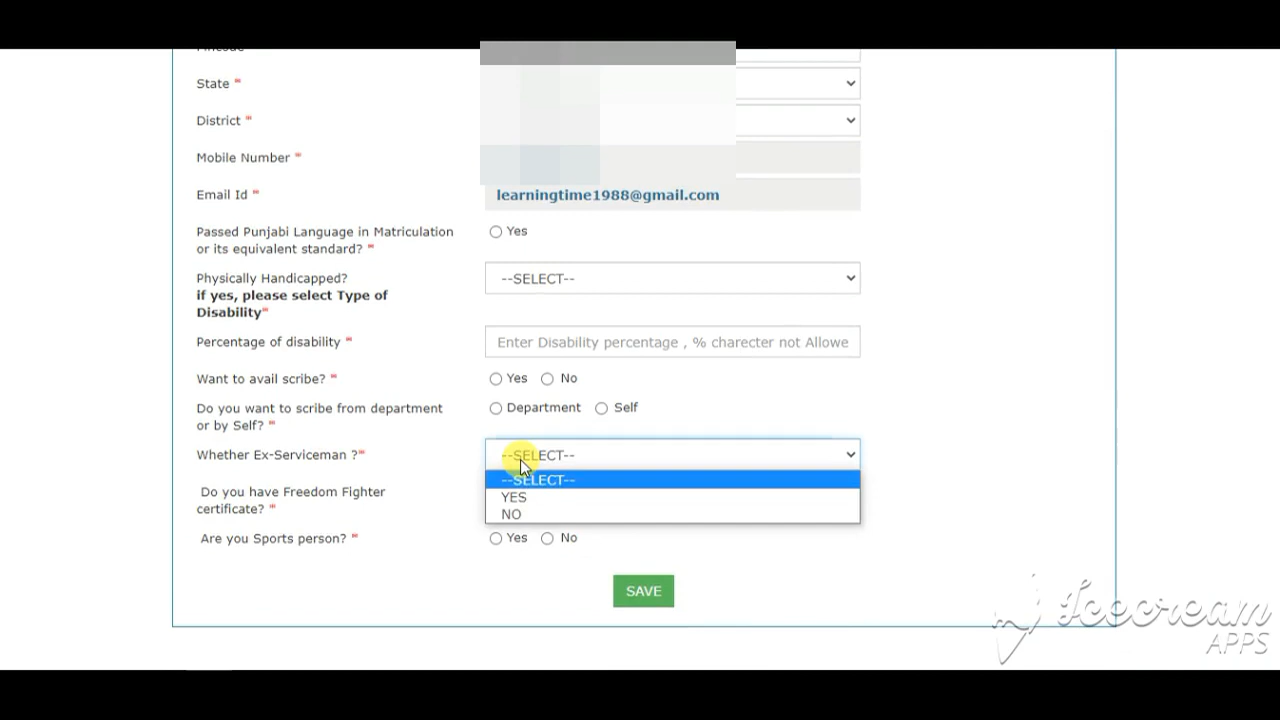 State *
District *
Mobile Number *
Email Id * learningtime1988@gmail.com
Passed Punjabi Language in Matriculation
or its equivalent standard? *
Yes
Physically Handicapped?
if yes, please select Type of
Disability*
--SELECT--
Percentage of disability * Enter Disability percentage , % charecter not Allowe
Want to avail scribe? * Yes No
Do you want to scribe from department
or by Self? *
Department Self
Whether Ex-Serviceman ?* --SELECT--
--SELECT--
YES
NO
Do you have Freedom Fighter
certificate? *
Are you Sports person? * Yes No
SAVE
Icecream
APPS